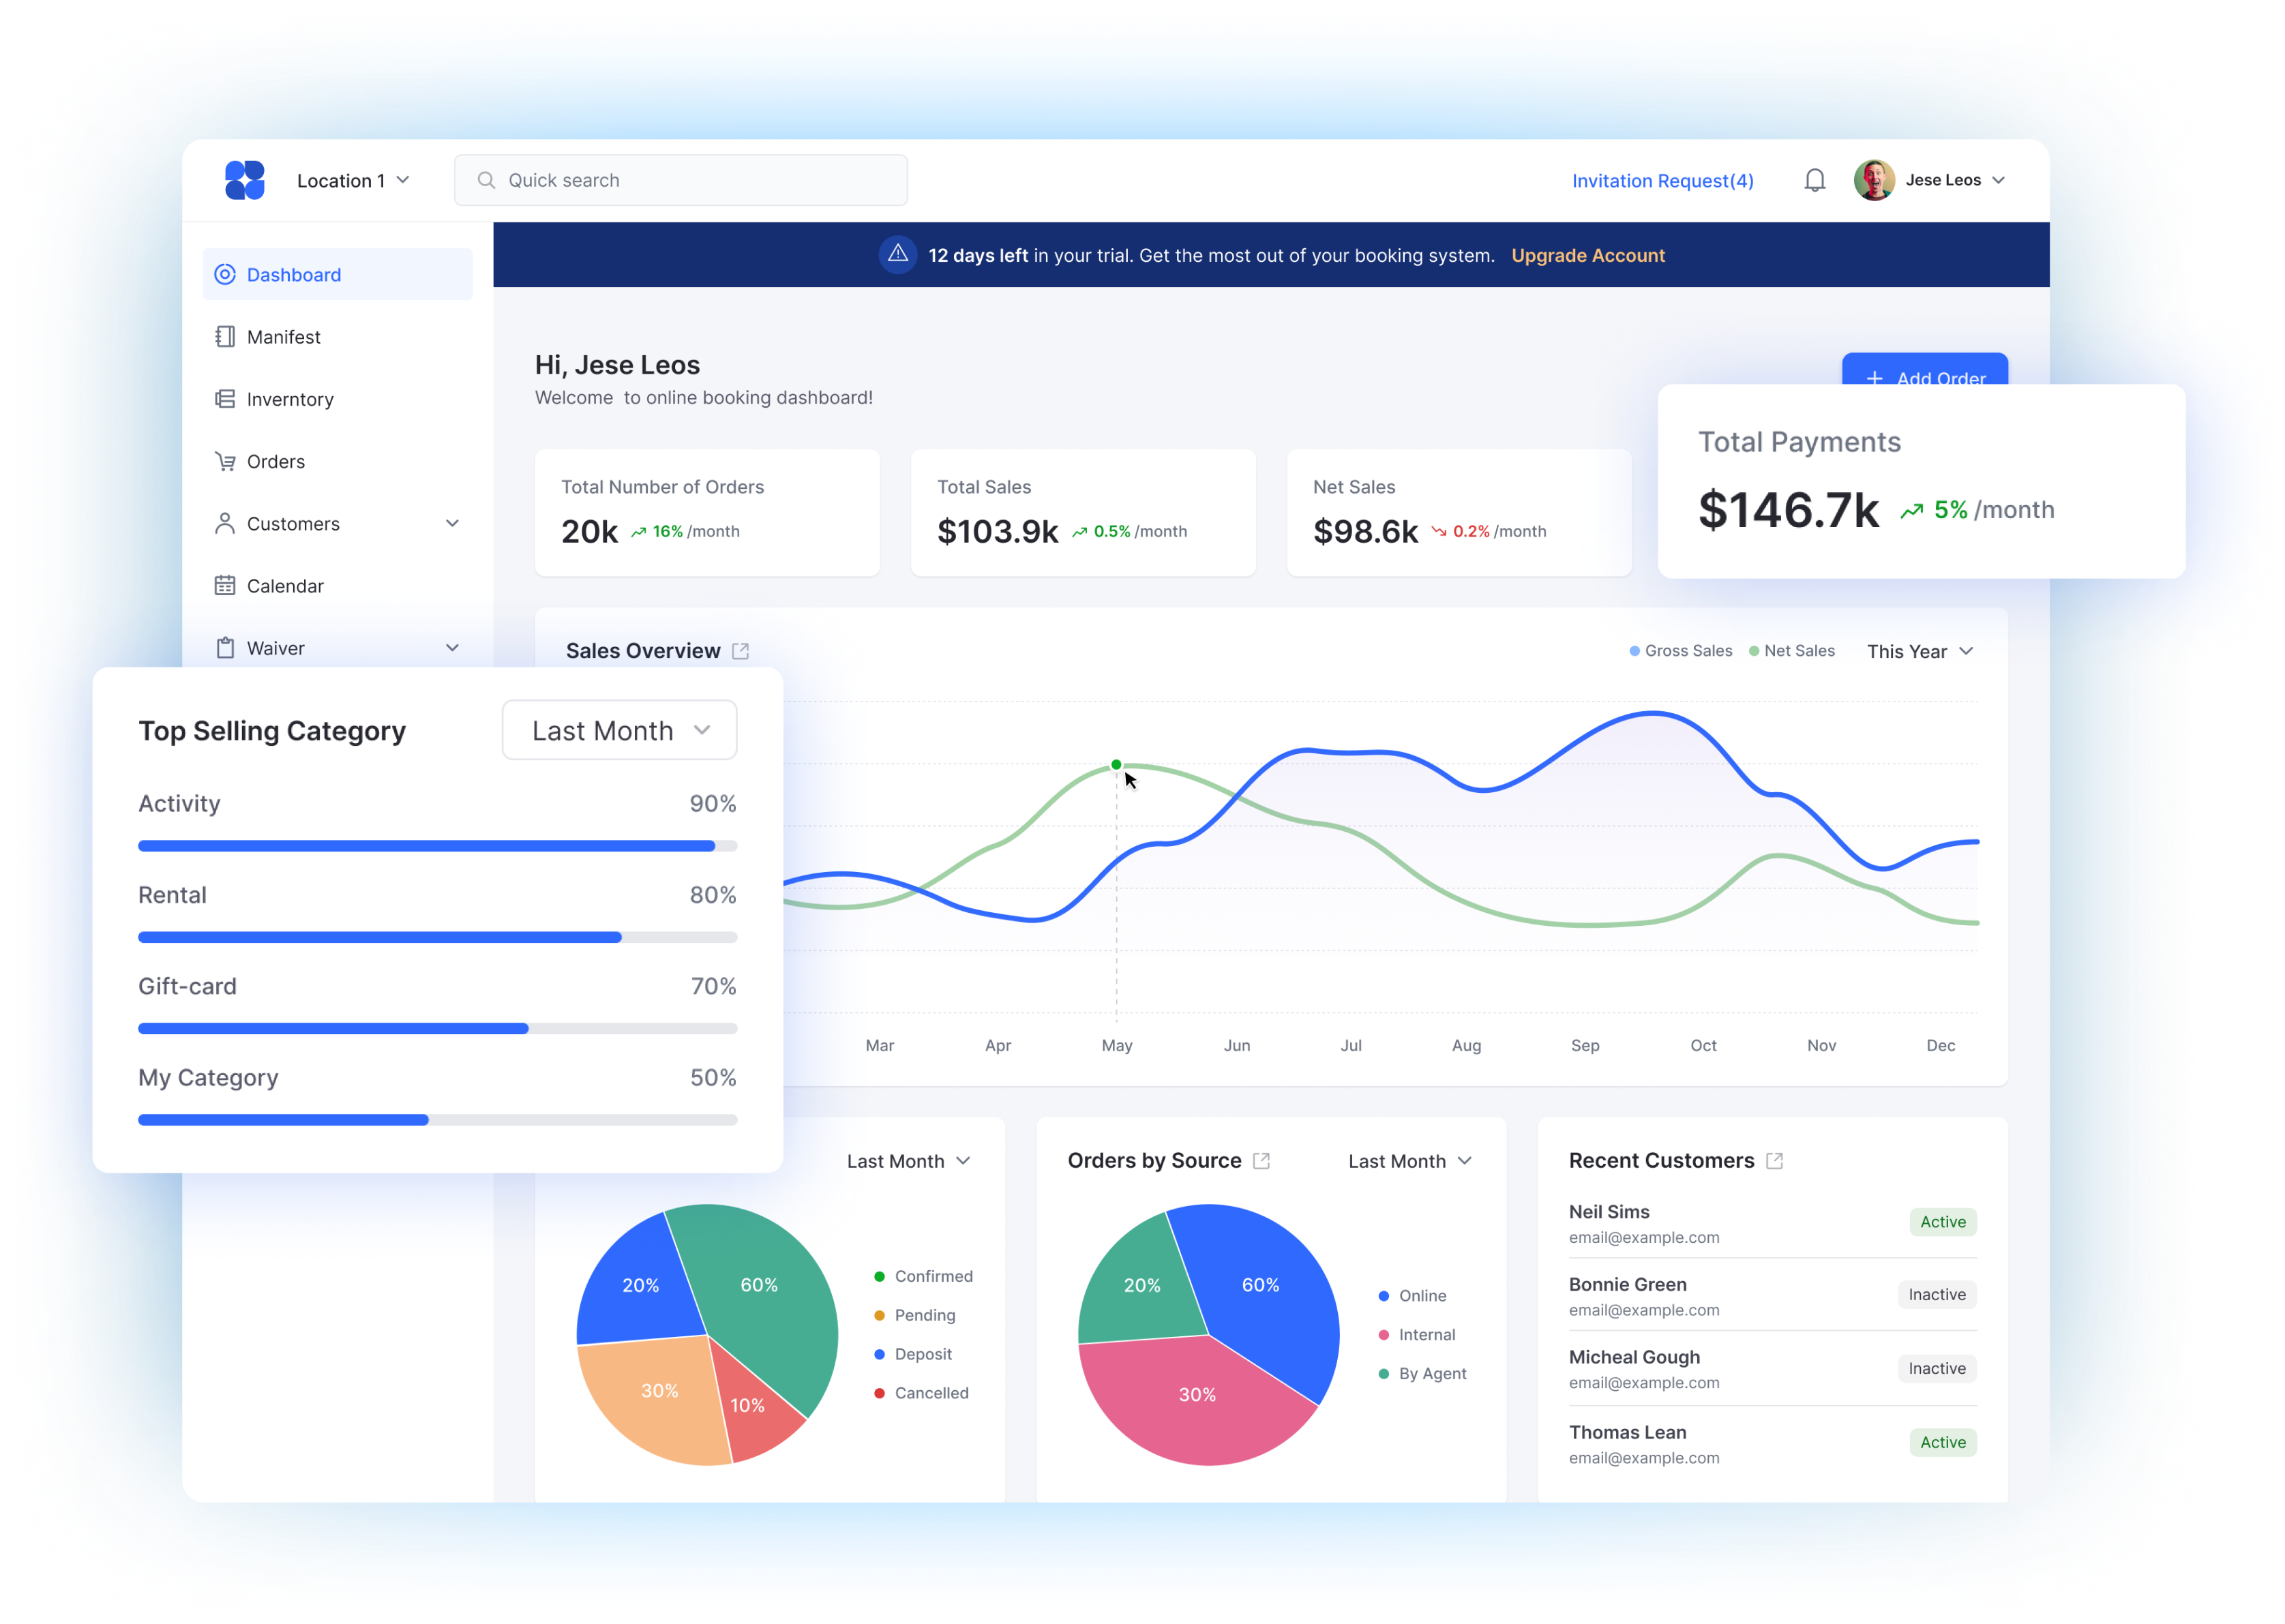 Location 1
Quick search
Invitation Request(4)
Jese Leos
12 days left in your trial. Get the most out of your booking system. Upgrade Account
Dashboard
Manifest
Inverntory
Orders
Customers
Calendar
Waiver
Hi, Jese Leos
Welcome to online booking dashboard!
Add Order
Total Number of Orders
20k 16% /month
Total Sales
$103.9k 0.5% /month
Net Sales
$98.6k 0.2% /month
Total Payments
$146.7k 5% /month
Sales Overview
Gross Sales Net Sales This Year
Mar Apr May Jun Jul Aug Sep Oct Nov Dec
Top Selling Category Last Month
Activity 90%
Rental 80%
Gift-card 70%
My Category 50%
Last Month
20% 60%
30% 10%
Confirmed
Pending
Deposit
Cancelled
Orders by Source Last Month
20% 60%
30%
Online
Internal
By Agent
Recent Customers
Neil Sims
email@example.com
Active
Bonnie Green
email@example.com
Inactive
Micheal Gough
email@example.com
Inactive
Thomas Lean
email@example.com
Active